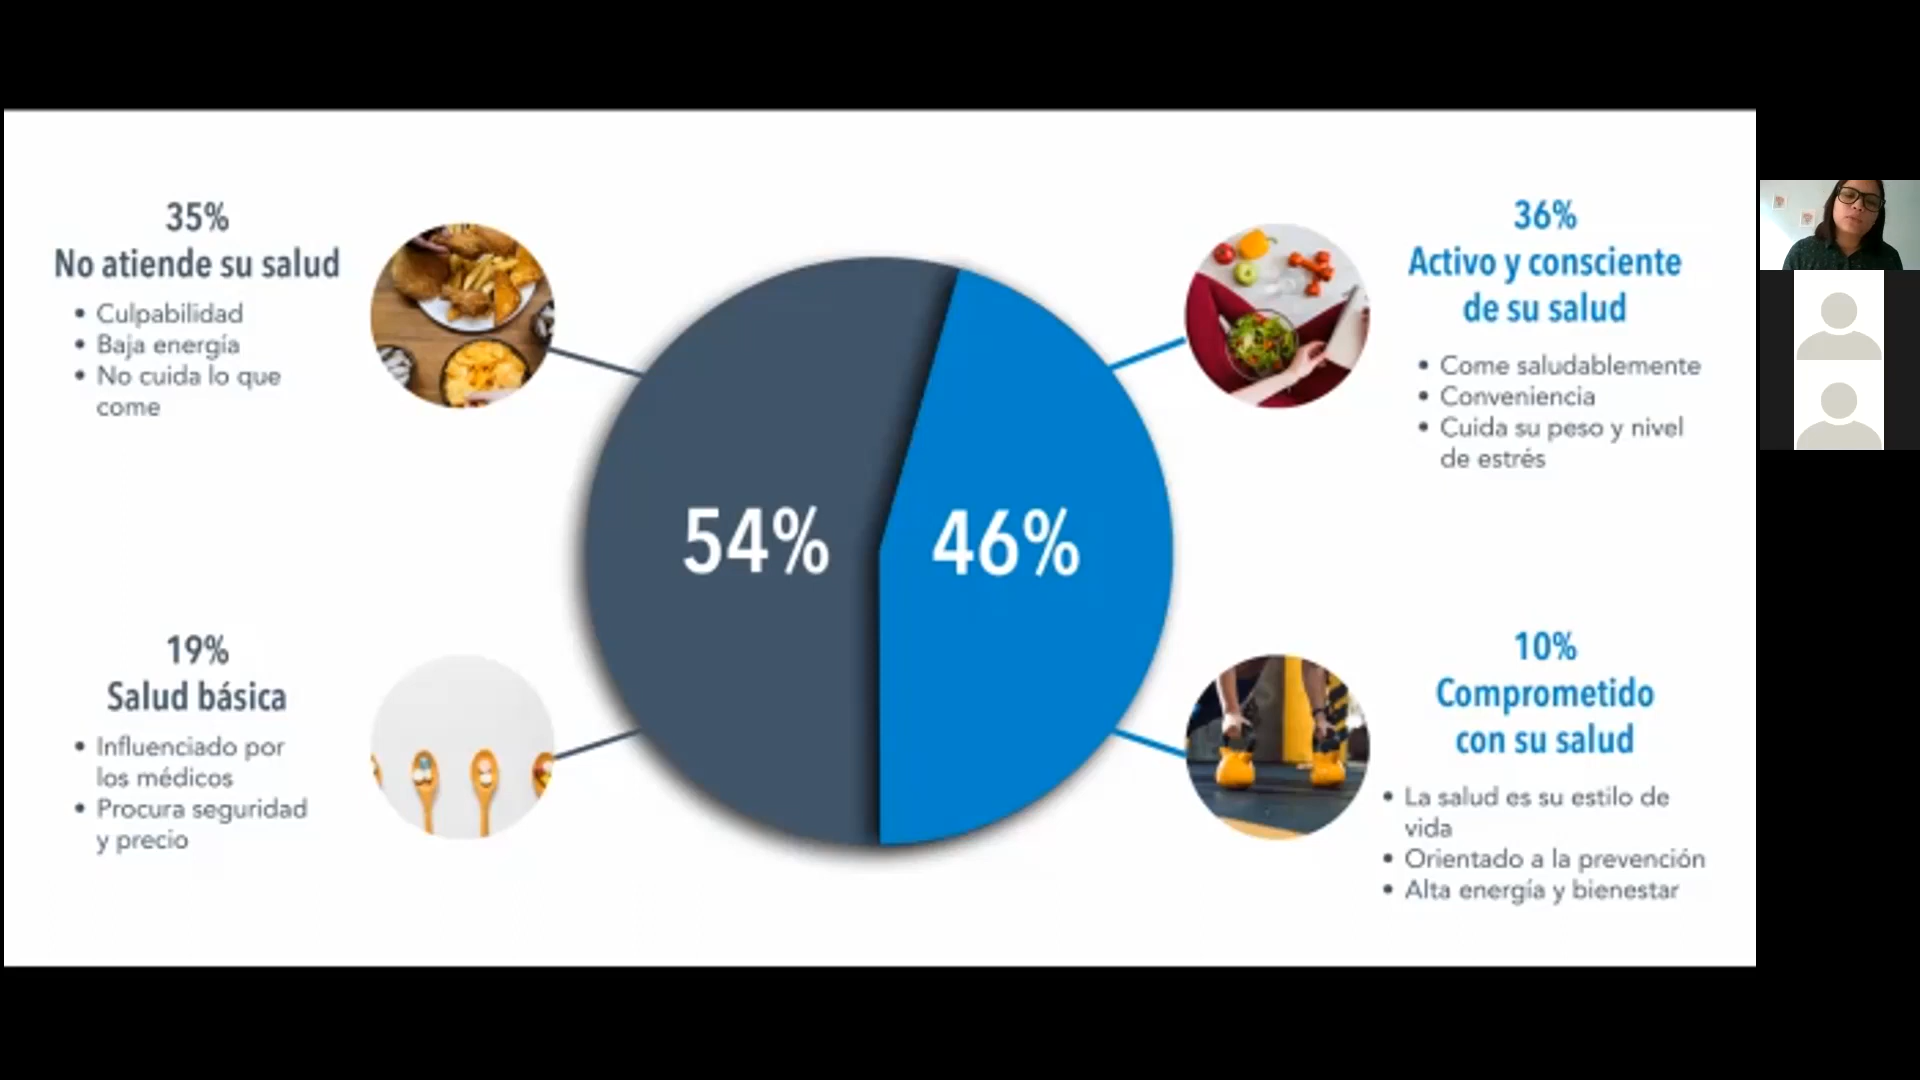 35%
No atiende su salud
• Culpabilidad
• Baja energía
• No cuida lo que
come
19%
Salud básica
• Influenciado por
los médicos
• Procura seguridad
y precio
54%
46%
36%
Activo y consciente
de su salud
• Come saludablemente
• Conveniencia
• Cuida su peso y nivel
de estrés
10%
Comprometido
con su salud
• La salud es su estilo de
vida
• Orientado a la prevención
• Alta energía y bienestar